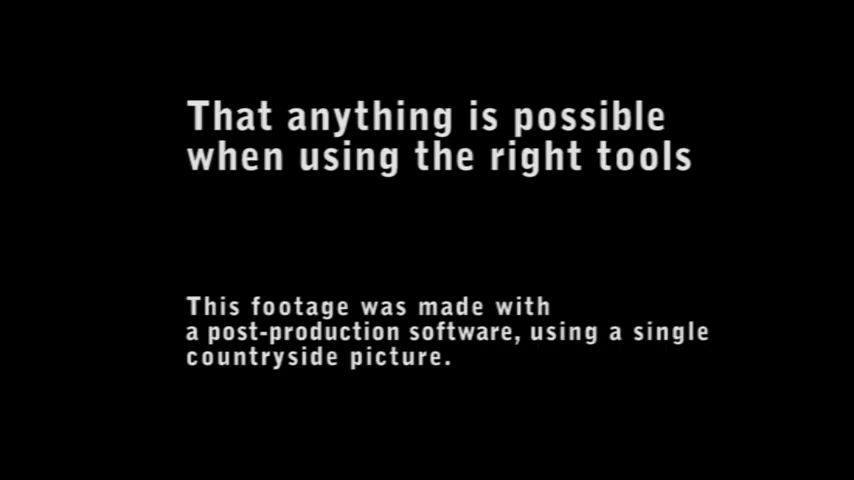 That anything is possible
when using the right tools
This footage was made with
a post-production software, using a single
countryside picture.